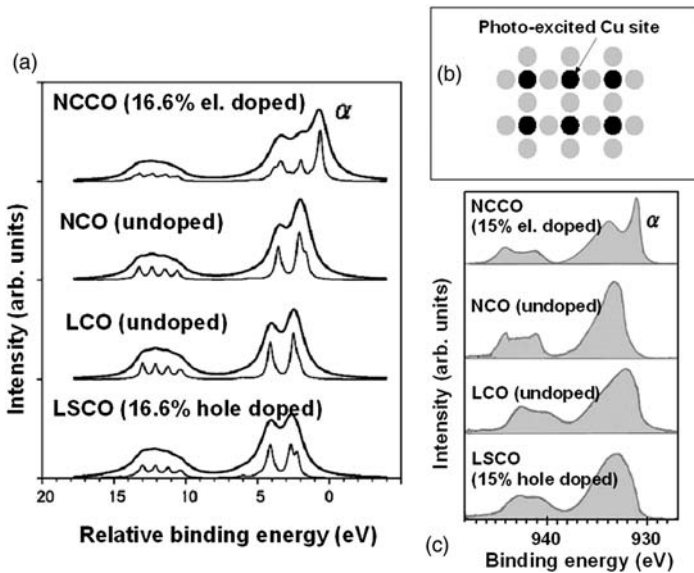 (a)
NCCO (16.6% el. doped)
α
NCO (undoped)
LCO (undoped)
LSCO (16.6% hole doped)
Intensity (arb. units)
20 15 10 5 0
Relative binding energy (eV)
Photo-excited Cu site
(b)
NCCO
(15% el. doped)
α
NCO (undoped)
LCO (undoped)
LSCO
(15% hole doped)
Intensity (arb. units)
940 930
(c)
Binding energy (eV)